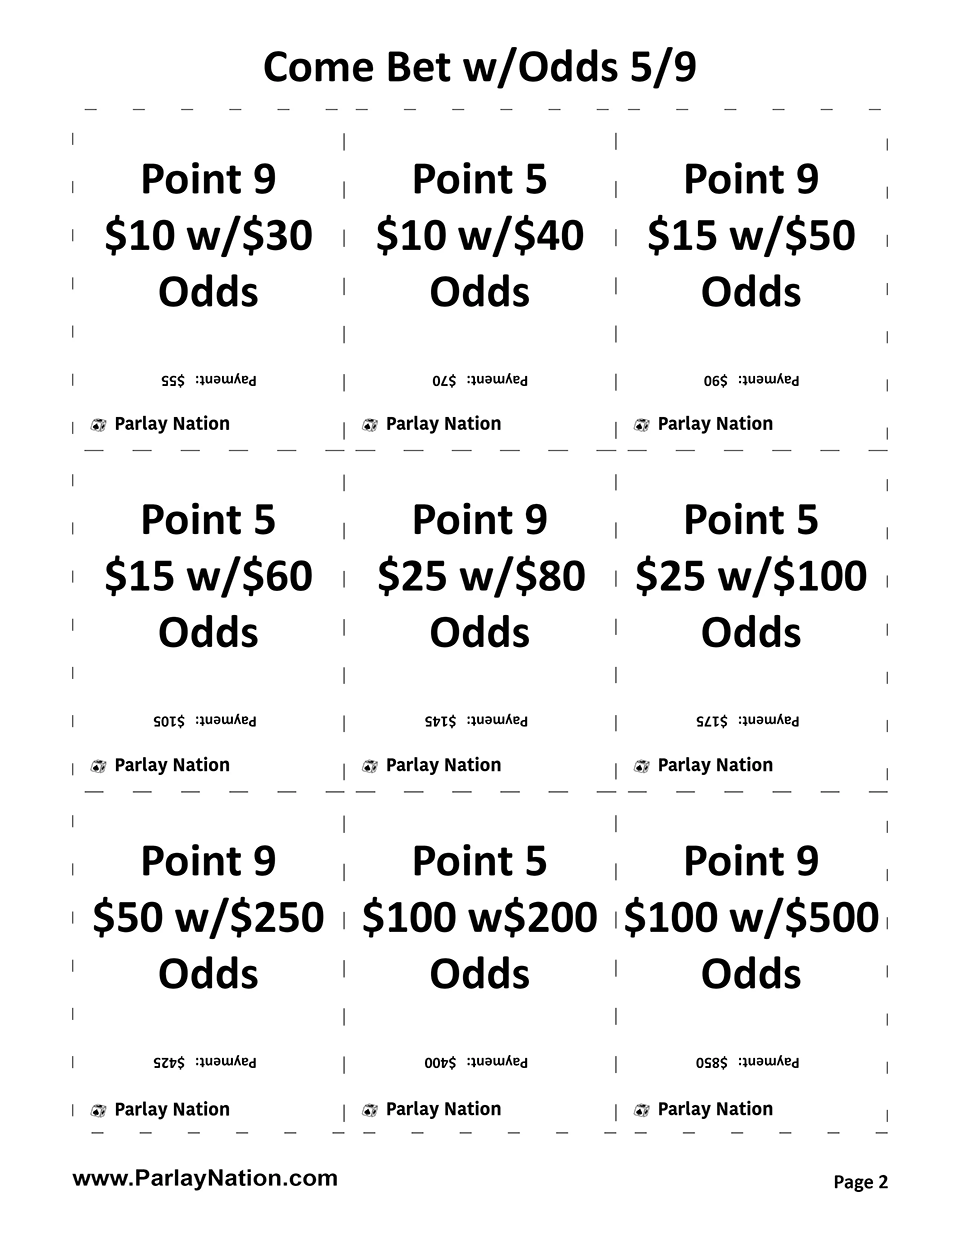 Come Bet w/Odds 5/9
Point 9
$10 w/$30
Odds
Payment: $55
Parlay Nation
Point 5
$10 w/$40
Odds
Payment: $70
Parlay Nation
Point 9
$15 w/$50
Odds
Payment: $90
Parlay Nation
Point 5
$15 w/$60
Odds
Payment: $105
Parlay Nation
Point 9
$25 w/$80
Odds
Payment: $145
Parlay Nation
Point 5
$25 w/$100
Odds
Payment: $175
Parlay Nation
Point 9
$50 w/$250
Odds
Payment: $425
Parlay Nation
Point 5
$100 w$200
Odds
Payment: $400
Parlay Nation
Point 9
$100 w/$500
Odds
Payment: $850
Parlay Nation
www.ParlayNation.com
Page 2